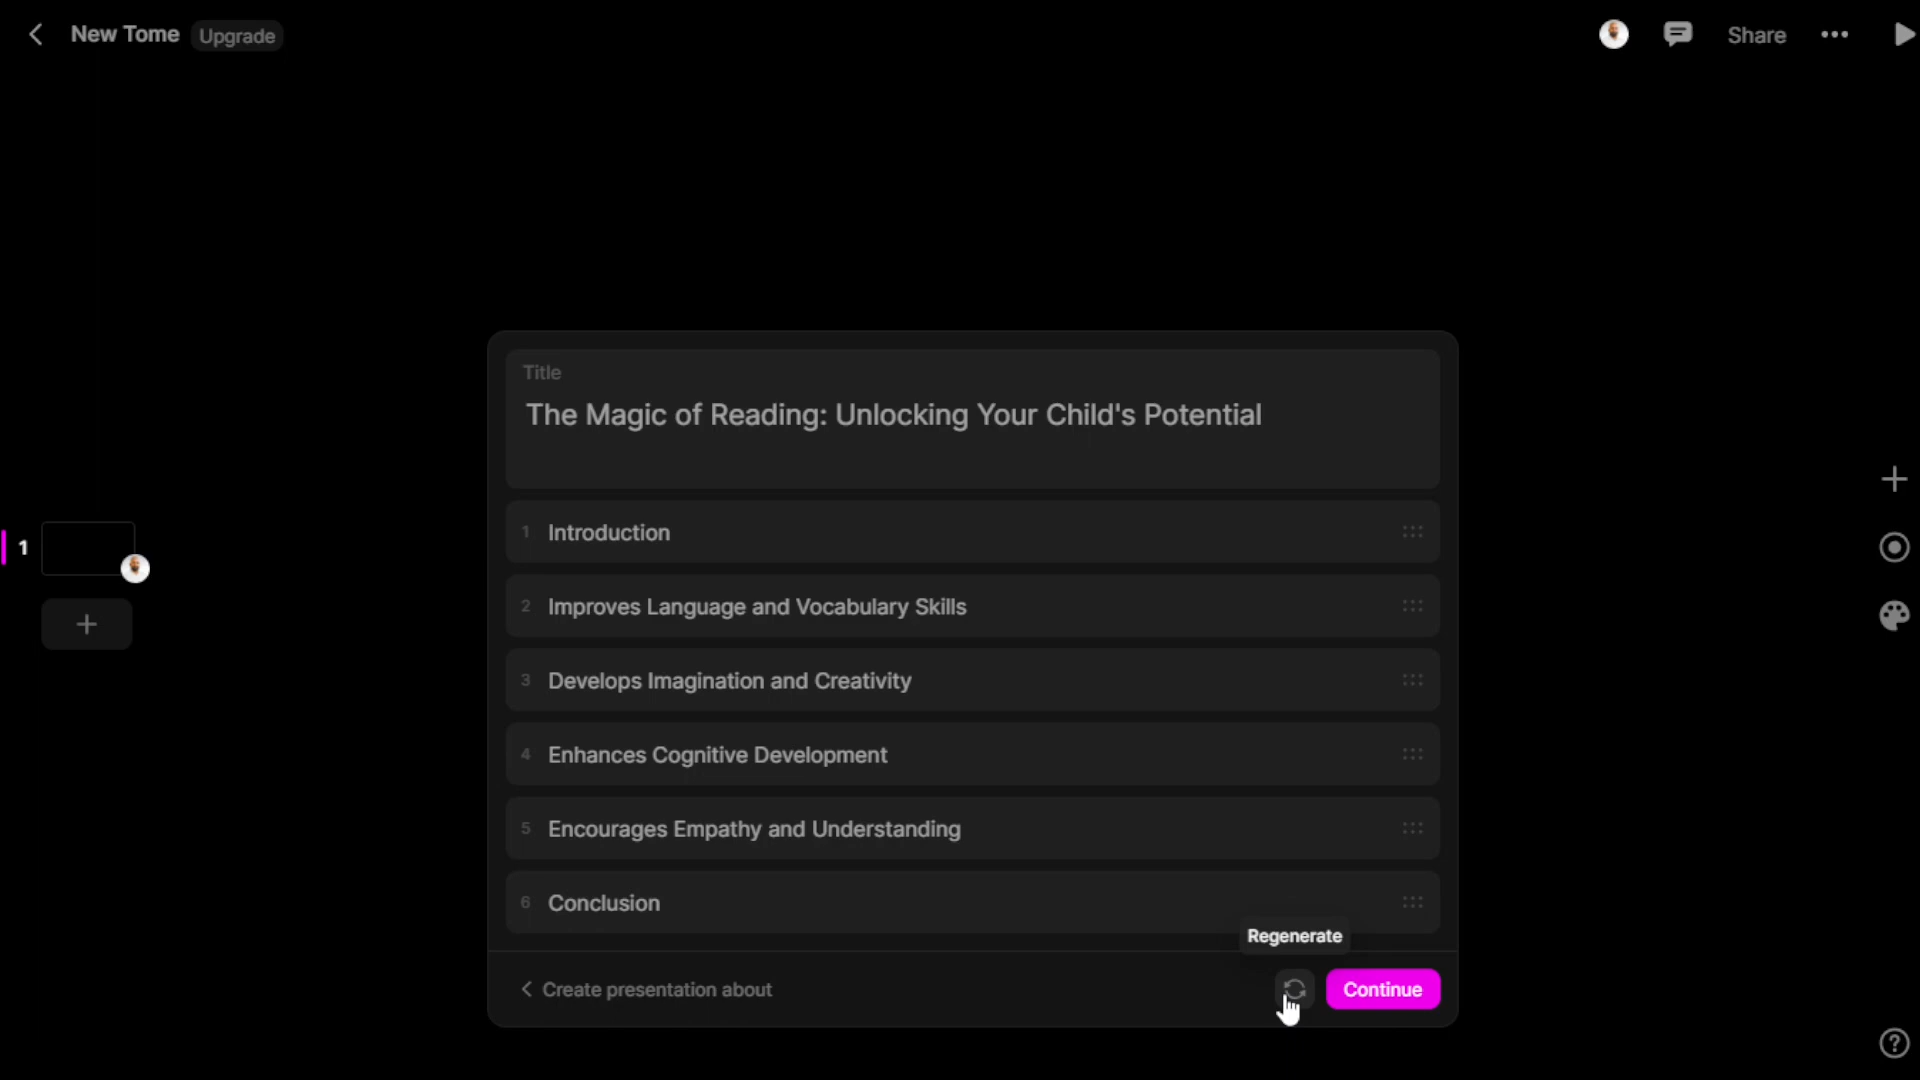 New Tome Upgrade
Share
Title
The Magic of Reading: Unlocking Your Child's Potential
1 Introduction
2 Improves Language and Vocabulary Skills
1
3 Develops Imagination and Creativity
4 Enhances Cognitive Development
5 Encourages Empathy and Understanding
6 Conclusion
Regenerate
Create presentation about
Continue